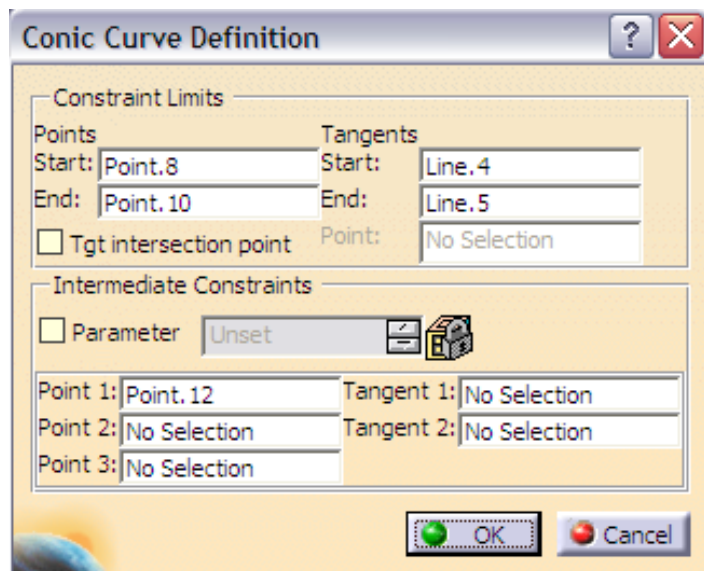 Conic Curve Definition ?
Constraint Limits
Points Tangents
Start: Point.8 Start: Line.4
End: Point.10 End: Line.5
Tgt intersection point Point: No Selection
Intermediate Constraints
Parameter Unset
Point 1: Point.12 Tangent 1: No Selection
Point 2: No Selection Tangent 2: No Selection
Point 3: No Selection
OK Cancel